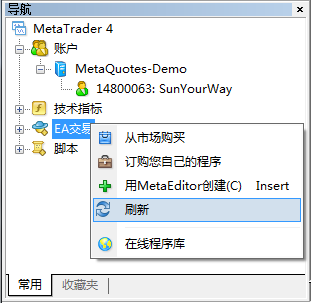 导航
MetaTrader 4
账户
MetaQuotes-Demo
14800063: SunYourWay
技术指标
EA交易
脚本
从市场购买
订购您自己的程序
用MetaEditor创建(C) Insert
刷新
在线程序库
常用 收藏夹